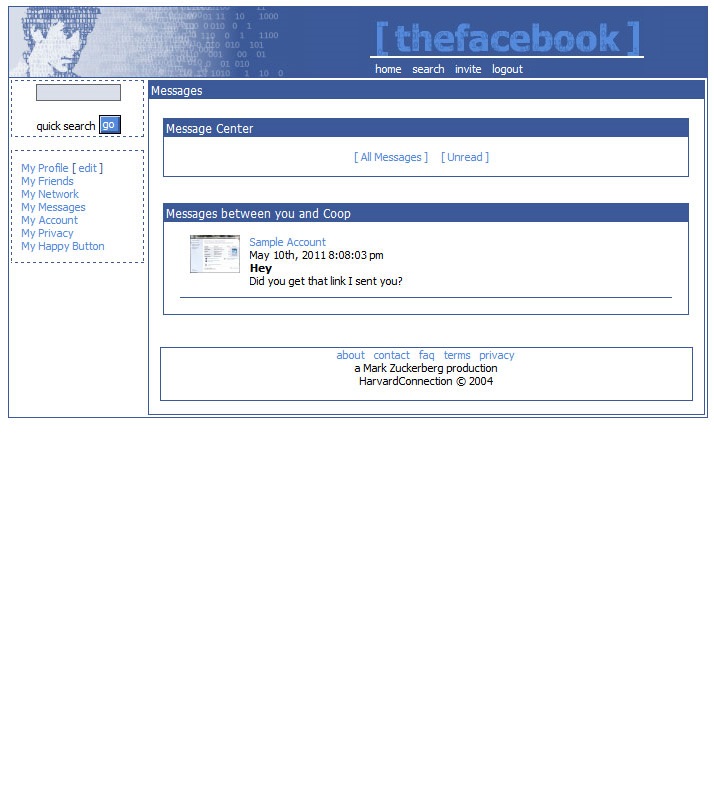 [ thefacebook ]
home search invite logout
quick search go
My Profile [ edit ]
My Friends
My Network
My Messages
My Account
My Privacy
My Happy Button
Messages
Message Center
[ All Messages ] [ Unread ]
Messages between you and Coop
Sample Account
May 10th, 2011 8:08:03 pm
Hey
Did you get that link I sent you?
about contact faq terms privacy
a Mark Zuckerberg production
HarvardConnection © 2004